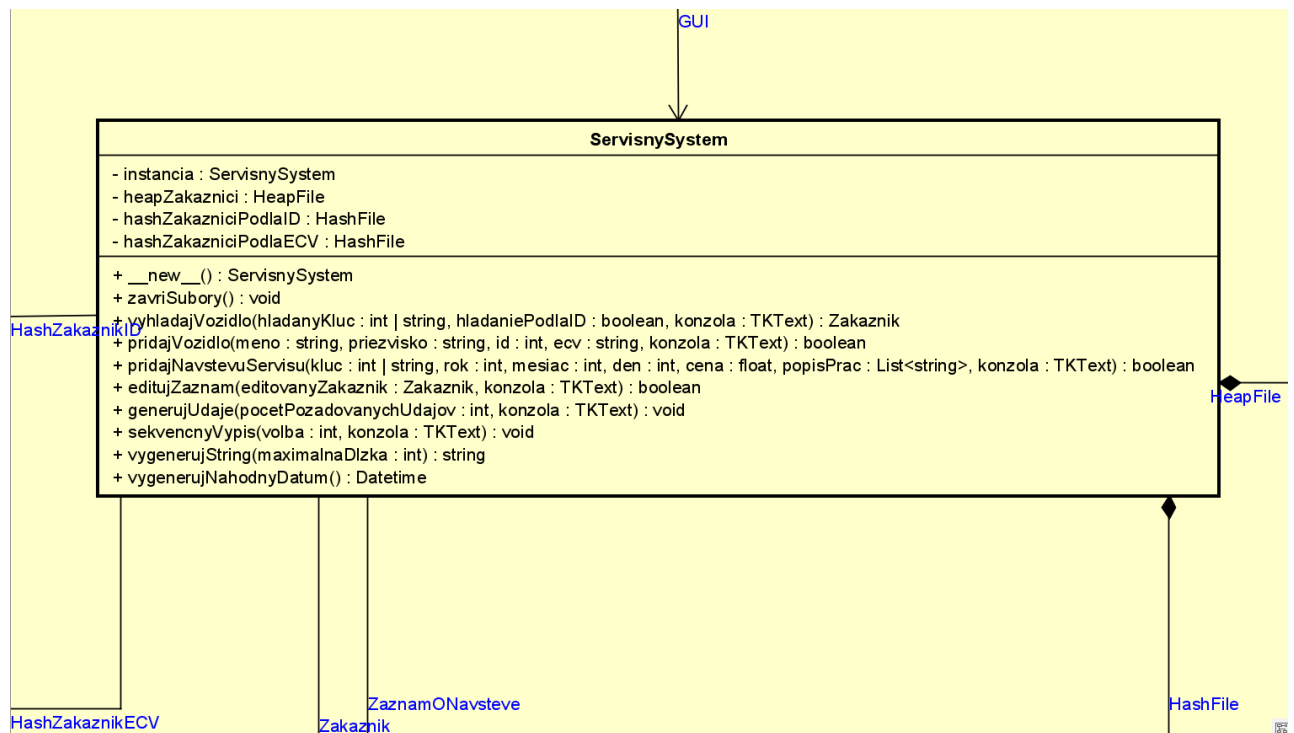 GUI
ServisnySystem
- instancia : ServisnySystem
- heapZakaznici : HeapFile
- hashZakazniciPodlaID : HashFile
- hashZakazniciPodlaECV : HashFile
+ __new__() : ServisnySystem
+ zavriSubory() : void
+ vyhladajVozidlo(hladanyKluc : int | string, hladaniePodlaID : boolean, konzola : TKText) : Zakaznik
HashZakaznikID
+ pridajVozidlo(meno : string, priezvisko : string, id : int, ecv : string, konzola : TKText) : boolean
+ pridajNavstevuServisu(kluc : int | string, rok : int, mesiac : int, den : int, cena : float, popisPrac : List<string>, konzola : TKText) : boolean
+ editujZaznam(editovanyZakaznik : Zakaznik, konzola : TKText) : boolean
HeapFile
+ generujUdaje(pocetPozadovanychUdajov : int, konzola : TKText) : void
+ sekvencnyVypis(volba : int, konzola : TKText) : void
+ vygenerujString(maximalnaDlzka : int) : string
+ vygenerujNahodnyDatum() : Datetime
ZaznamONavsteve
HashFile
HashZakaznikECV
Zakaznik